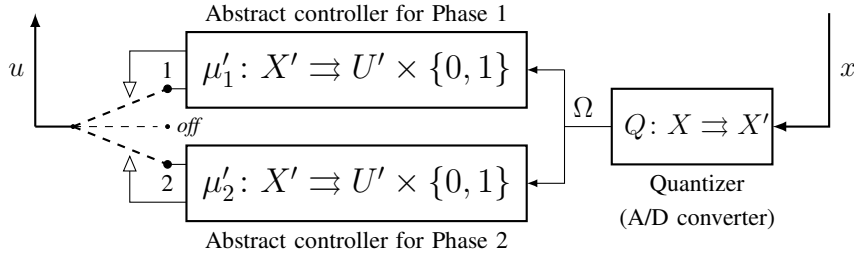 Abstract controller for Phase 1
u
1
μ′₁: X′ ⇉ U′ × {0, 1}
x
off
Ω
Q: X ⇉ X′
2
μ′₂: X′ ⇉ U′ × {0, 1}
Quantizer
(A/D converter)
Abstract controller for Phase 2